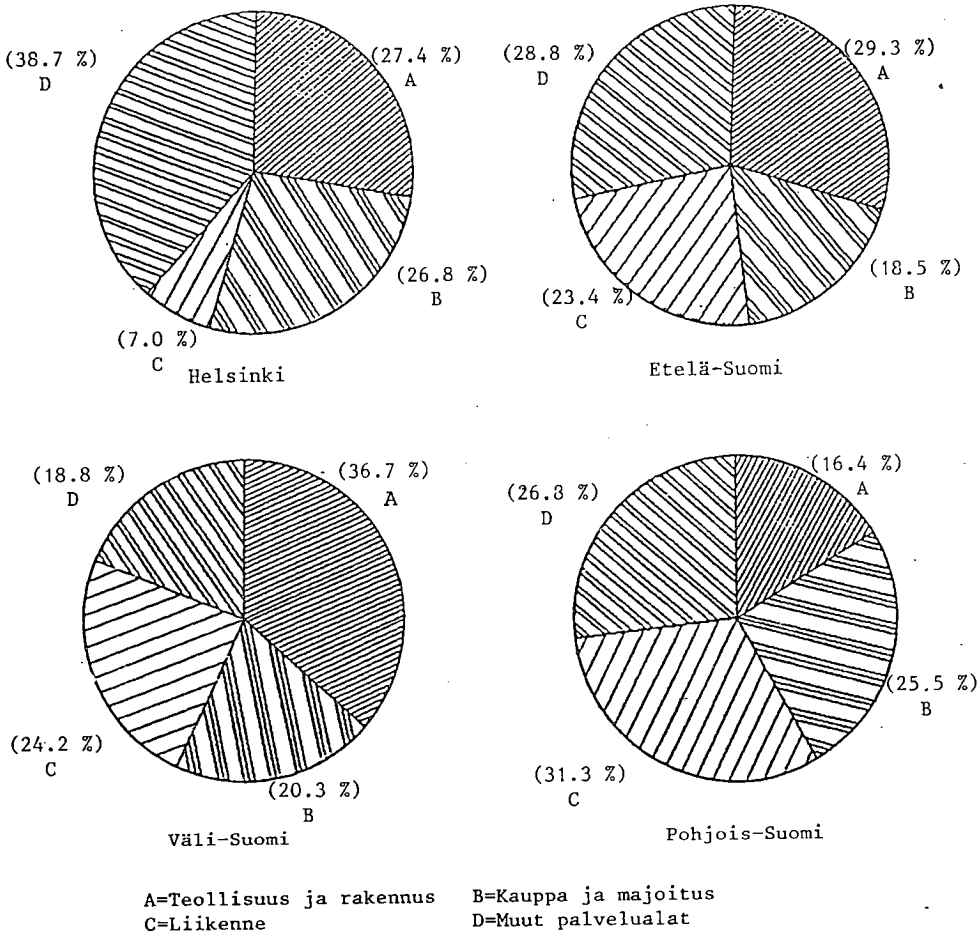 (38.7 %)
D
(27.4 %)
A
(26.8 %)
B
(7.0 %)
C
Helsinki
(28.8 %)
D
(29.3 %)
A
(18.5 %)
B
(23.4 %)
C
Etelä-Suomi
(18.8 %)
D
(36.7 %)
A
(24.2 %)
C
(20.3 %)
B
Väli-Suomi
(26.8 %)
D
(16.4 %)
A
(25.5 %)
B
(31.3 %)
C
Pohjois-Suomi
A=Teollisuus ja rakennus B=Kauppa ja majoitus
C=Liikenne D=Muut palvelualat